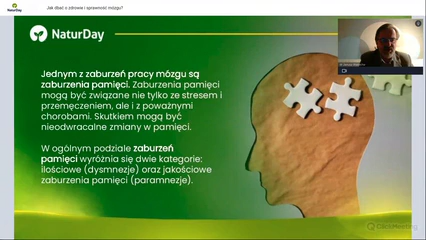 NaturDay
Jak dbać o zdrowie i sprawność mózgu?
NaturDay
Jednym z zaburzeń pracy mózgu są
zaburzenia pamięci. Zaburzenia pamięci
mogą być związane nie tylko ze stresem i
przemęczeniem, ale i z poważnymi
chorobami. Skutkiem mogą być
nieodwracalne zmiany w pamięci.
W ogólnym podziale zaburzeń
pamięci wyróżnia się dwie kategorie:
ilościowe (dysmnezje) oraz jakościowe
zaburzenia pamięci (paramnezje).
ClickMeeting